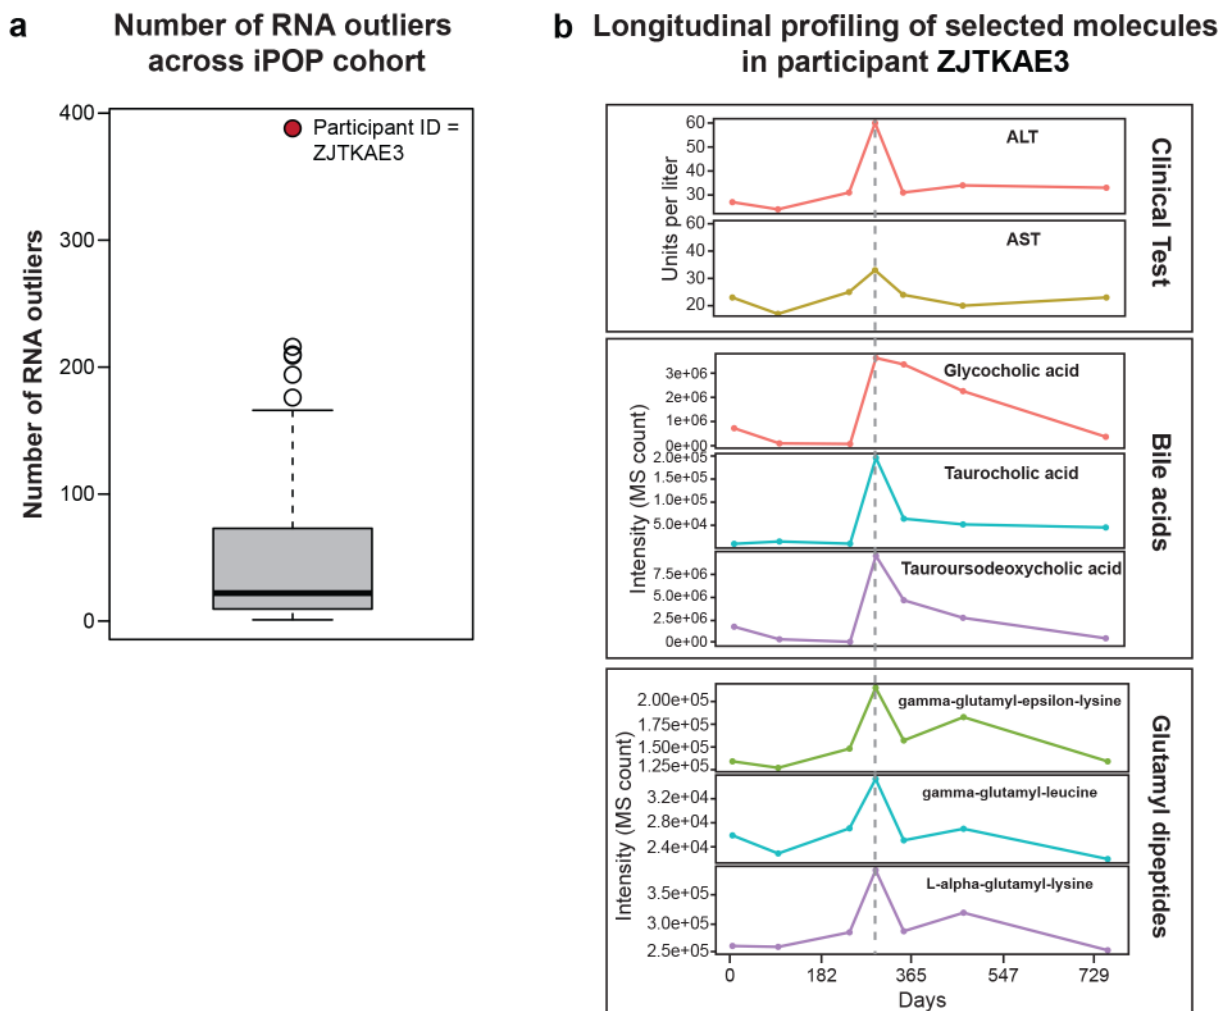 a
Number of RNA outliers
across iPOP cohort
400
300
200
100
0
Number of RNA outliers
Participant ID =
ZJTKAE3
b
Longitudinal profiling of selected molecules
in participant ZJTKAE3
Units per liter
60
50
40
30
ALT
60
40
30
20
AST
Clinical Test
Intensity (MS count)
3e+06
2e+06
1e+06
0e+00
Glycocholic acid
2.0e+05
1.5e+05
1.0e+05
5.0e+04
Taurocholic acid
7.5e+06
5.0e+06
2.5e+06
0e+00
Tauroursodeoxycholic acid
Bile acids
Intensity (MS count)
2.00e+05
1.75e+05
1.50e+05
1.25e+05
gamma-glutamyl-epsilon-lysine
3.2e+04
2.8e+04
2.4e+04
gamma-glutamyl-leucine
3.5e+05
3.0e+05
2.5e+05
L-alpha-glutamyl-lysine
Glutamyl dipeptides
0
182
365
547
729
Days